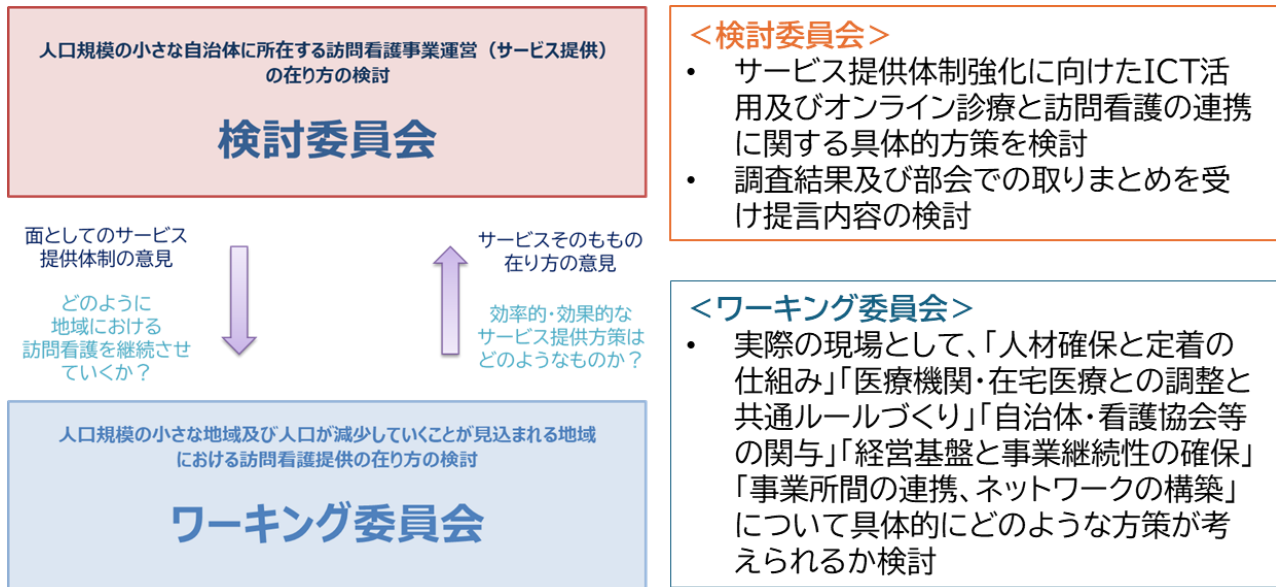 人口規模の小さな自治体に所在する訪問看護事業運営（サービス提供）
の在り方の検討
検討委員会
面としてのサービス
提供体制の意見
どのように
地域における
訪問看護を継続させ
ていくか？
サービスそのももの
在り方の意見
効率的・効果的な
サービス提供方策は
どのようなものか？
人口規模の小さな地域及び人口が減少していくことが見込まれる地域
における訪問看護提供の在り方の検討
ワーキング委員会
＜検討委員会＞
• サービス提供体制強化に向けたICT活
用及びオンライン診療と訪問看護の連携
に関する具体的方策を検討
• 調査結果及び部会での取りまとめを受
け提言内容の検討
＜ワーキング委員会＞
• 実際の現場として、「人材確保と定着の
仕組み」「医療機関・在宅医療との調整と
共通ルールづくり」「自治体・看護協会等
の関与」「経営基盤と事業継続性の確保」
「事業所間の連携、ネットワークの構築」
について具体的にどのような方策が考
えられるか検討